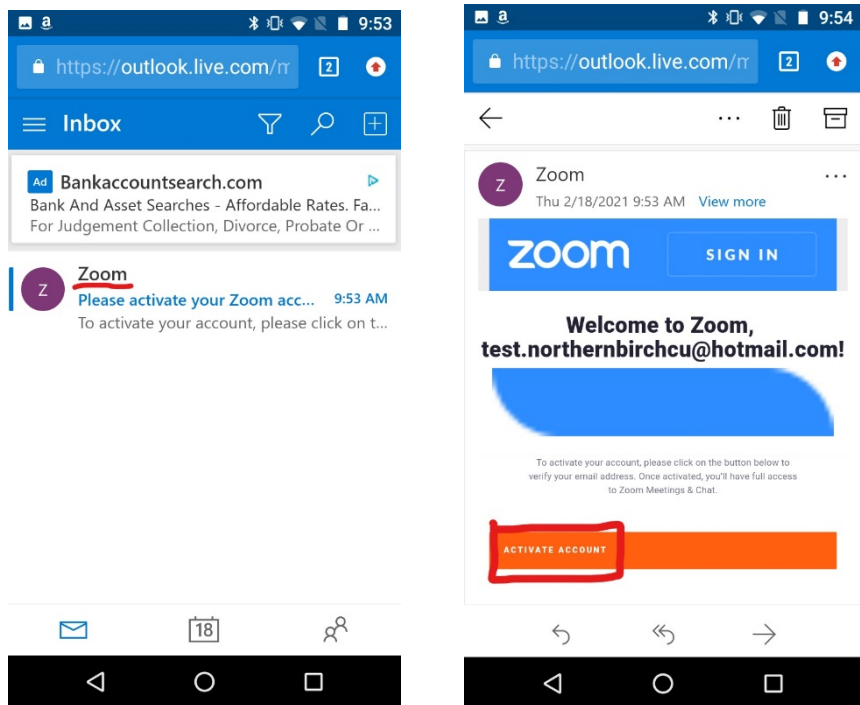 9:53
https://outlook.live.com/m
2
Inbox
Ad Bankaccountsearch.com
Bank And Asset Searches - Affordable Rates. Fa...
For Judgement Collection, Divorce, Probate Or ...
Z
Zoom
Please activate your Zoom acc... 9:53 AM
To activate your account, please click on t...
18
9:54
https://outlook.live.com/m
2
Z
Zoom
Thu 2/18/2021 9:53 AM View more
zoom SIGN IN
Welcome to Zoom,
test.northernbirchcu@hotmail.com!
To activate your account, please click on the button below to
verify your email address. Once activated, you'll have full access
to Zoom Meetings & Chat.
ACTIVATE ACCOUNT